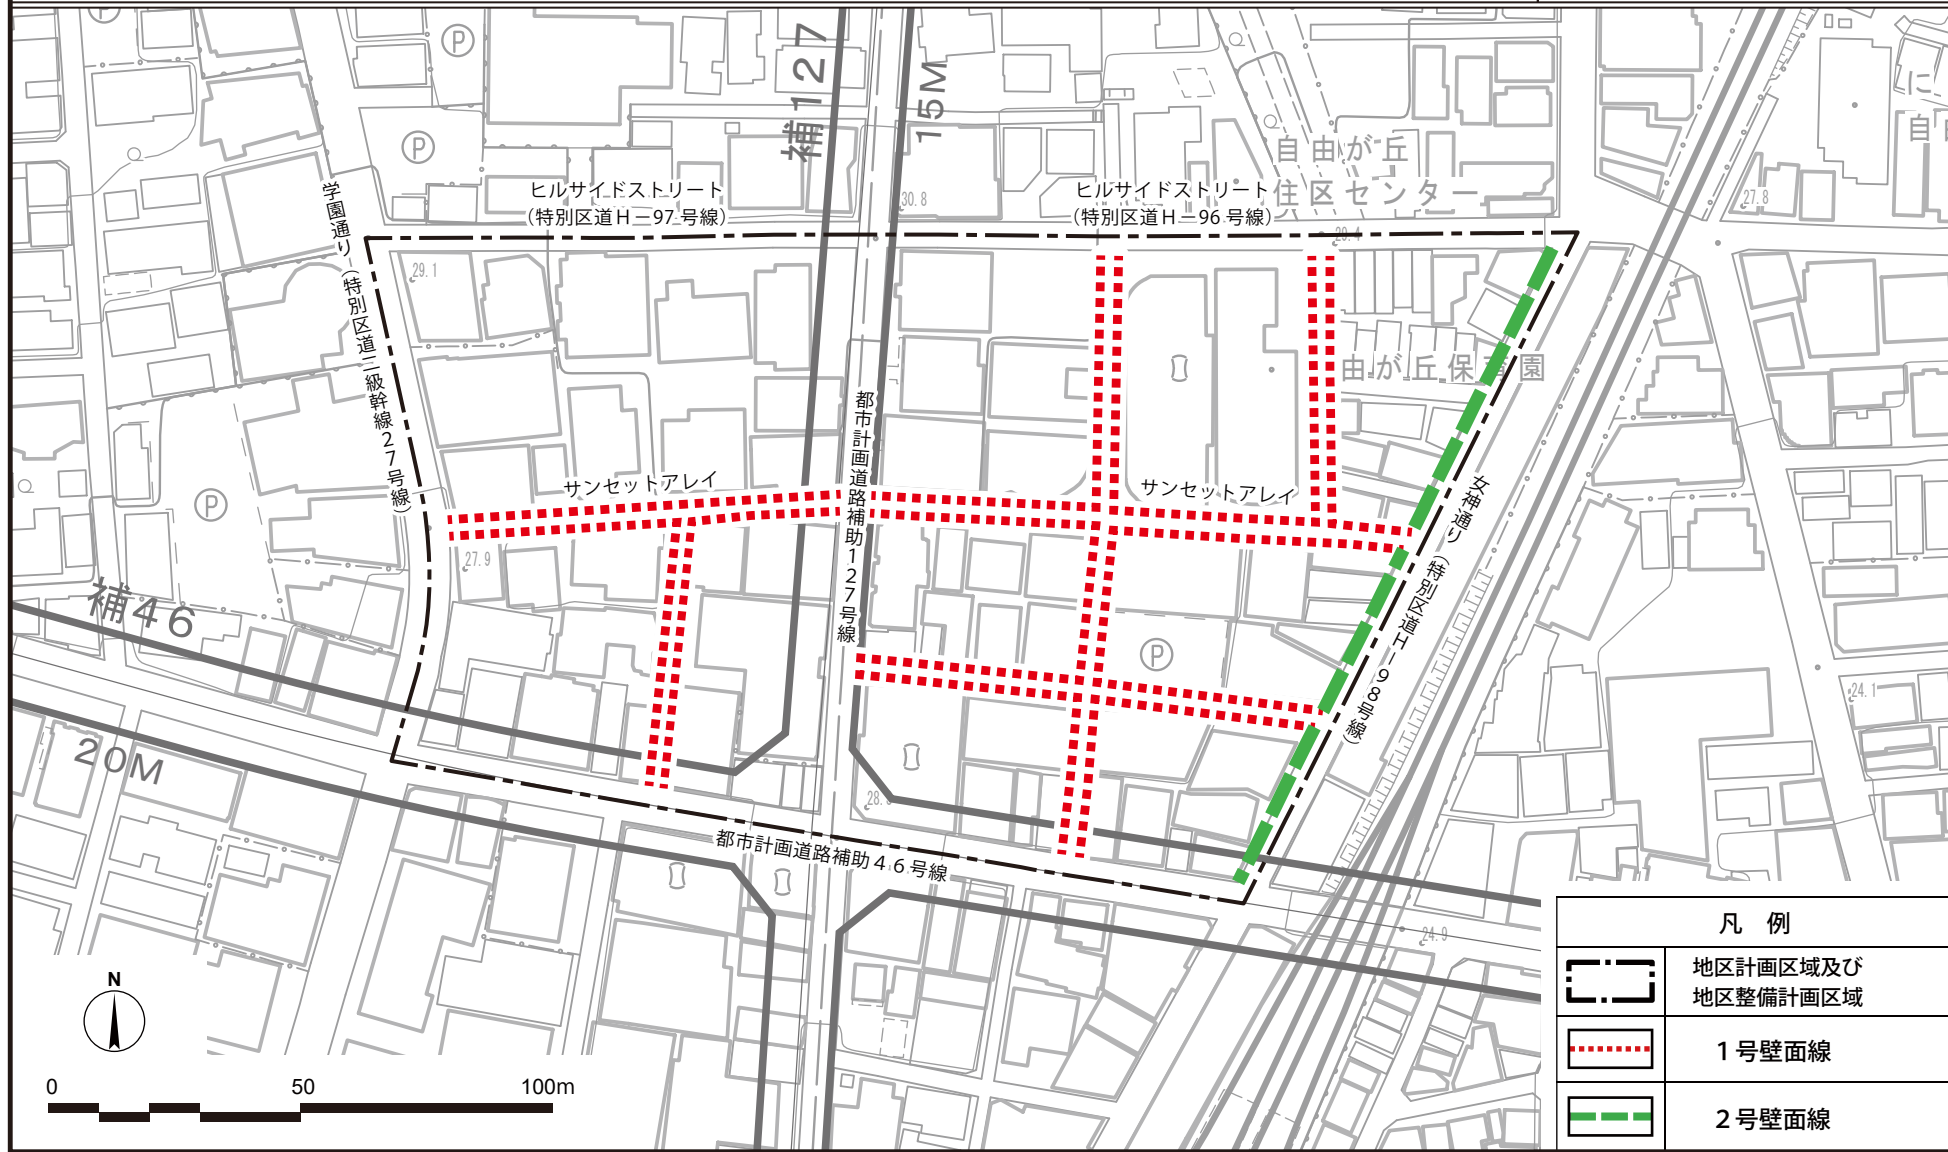 Ⓟ
Ⓟ
Ⓟ
補127
15M
に
自由が丘
住区センター
学園通り（特別区道二級幹線27号線）
ヒルサイドストリート
（特別区道H－97号線）
30.8
ヒルサイドストリート
（特別区道H－96号線）
27.8
29.4
29.1
由が丘保育園
都市計画道路補助127号線
サンセットアレイ
サンセットアレイ
女神通り（特別区道H－98号線）
Ⓟ
27.9
補46
Ⓟ
24.1
20M
都市計画道路補助46号線
24.9
N
0 50 100m
凡 例
地区計画区域及び
地区整備計画区域
1号壁面線
2号壁面線